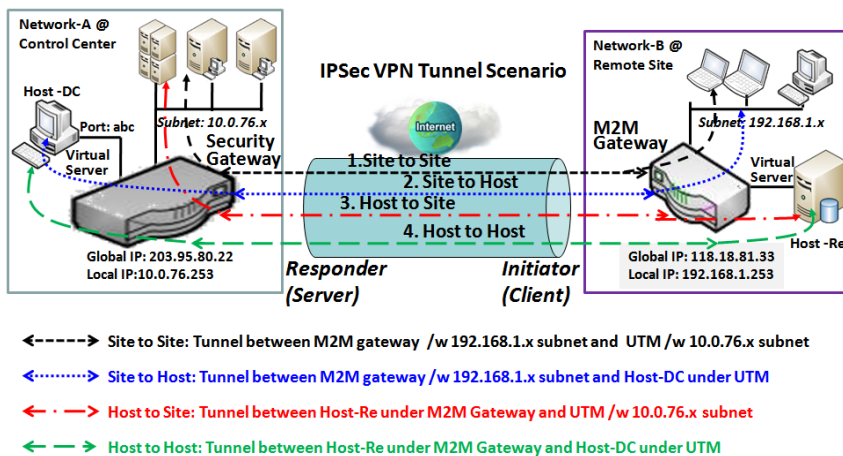 Network-A @
Control Center
Host -DC
Port: abc
Subnet: 10.0.76.x
Virtual
Server
Security
Gateway
Global IP: 203.95.80.22
Local IP:10.0.76.253
IPSec VPN Tunnel Scenario
Internet
1.Site to Site
2. Site to Host
3. Host to Site
4. Host to Host
Responder
(Server)
Initiator
(Client)
Network-B @
Remote Site
Subnet: 192.168.1.x
M2M
Gateway
Virtual
Server
Host -Re
Global IP: 118.18.81.33
Local IP: 192.168.1.253
Site to Site: Tunnel between M2M gateway /w 192.168.1.x subnet and UTM /w 10.0.76.x subnet
Site to Host: Tunnel between M2M gateway /w 192.168.1.x subnet and Host-DC under UTM
Host to Site: Tunnel between Host-Re under M2M Gateway and UTM /w 10.0.76.x subnet
Host to Host: Tunnel between Host-Re under M2M Gateway and Host-DC under UTM